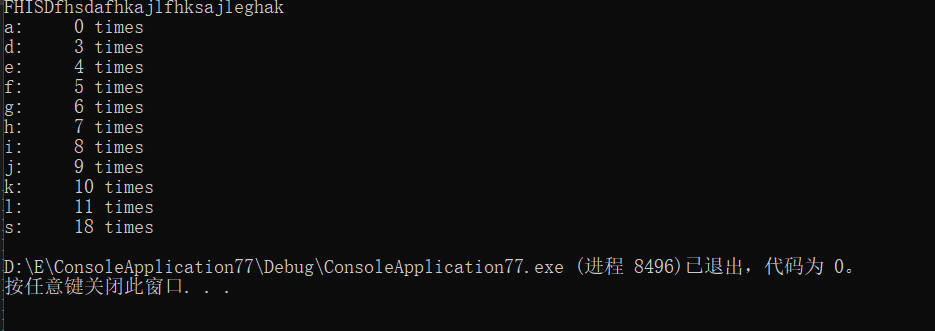 FHISDfhsdafhkajlfhksajleghak
a:     0 times
d:     3 times
e:     4 times
f:     5 times
g:     6 times
h:     7 times
i:     8 times
j:     9 times
k:     10 times
l:     11 times
s:     18 times
D:\E\ConsoleApplication77\Debug\ConsoleApplication77.exe (进程 8496)已退出，代码为 0。
按任意键关闭此窗口. . .